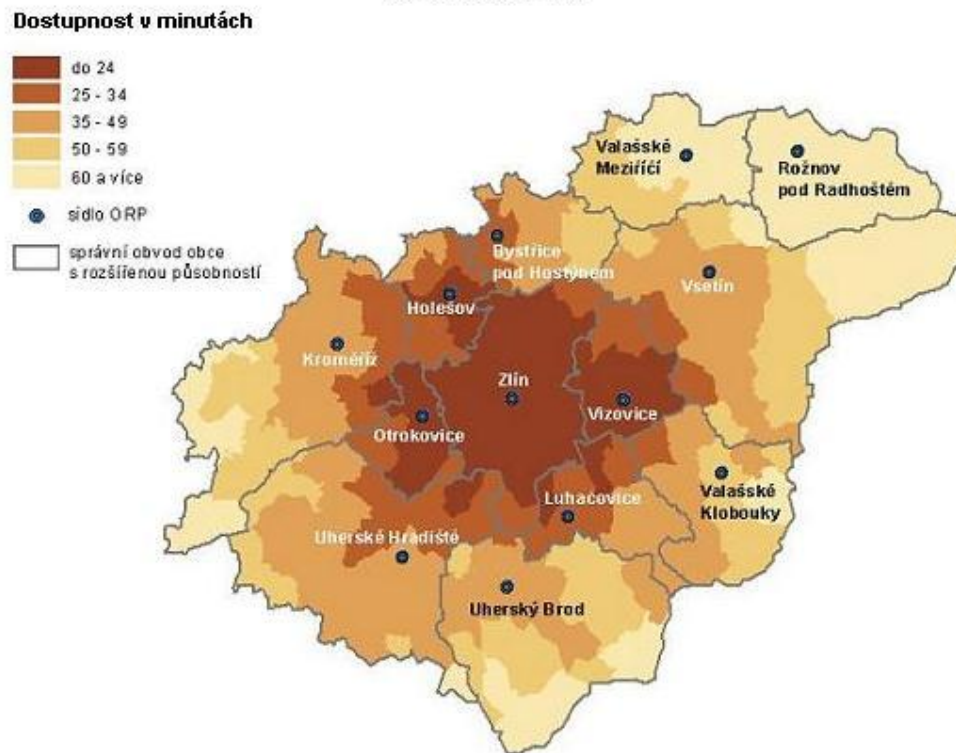 Dostupnost v minutách
do 24
25 - 34
35 - 49
50 - 59
60 a více
sídlo ORP
správní obvod obce
s rozšířenou působností
Valašské
Meziříčí
Rožnov
pod Radhoštěm
Bystřice
pod Hostýnem
Vsetín
Holešov
Kroměříž
Zlín
Vizovice
Otrokovice
Luhačovice
Valašské
Klobouky
Uherské Hradiště
Uherský Brod